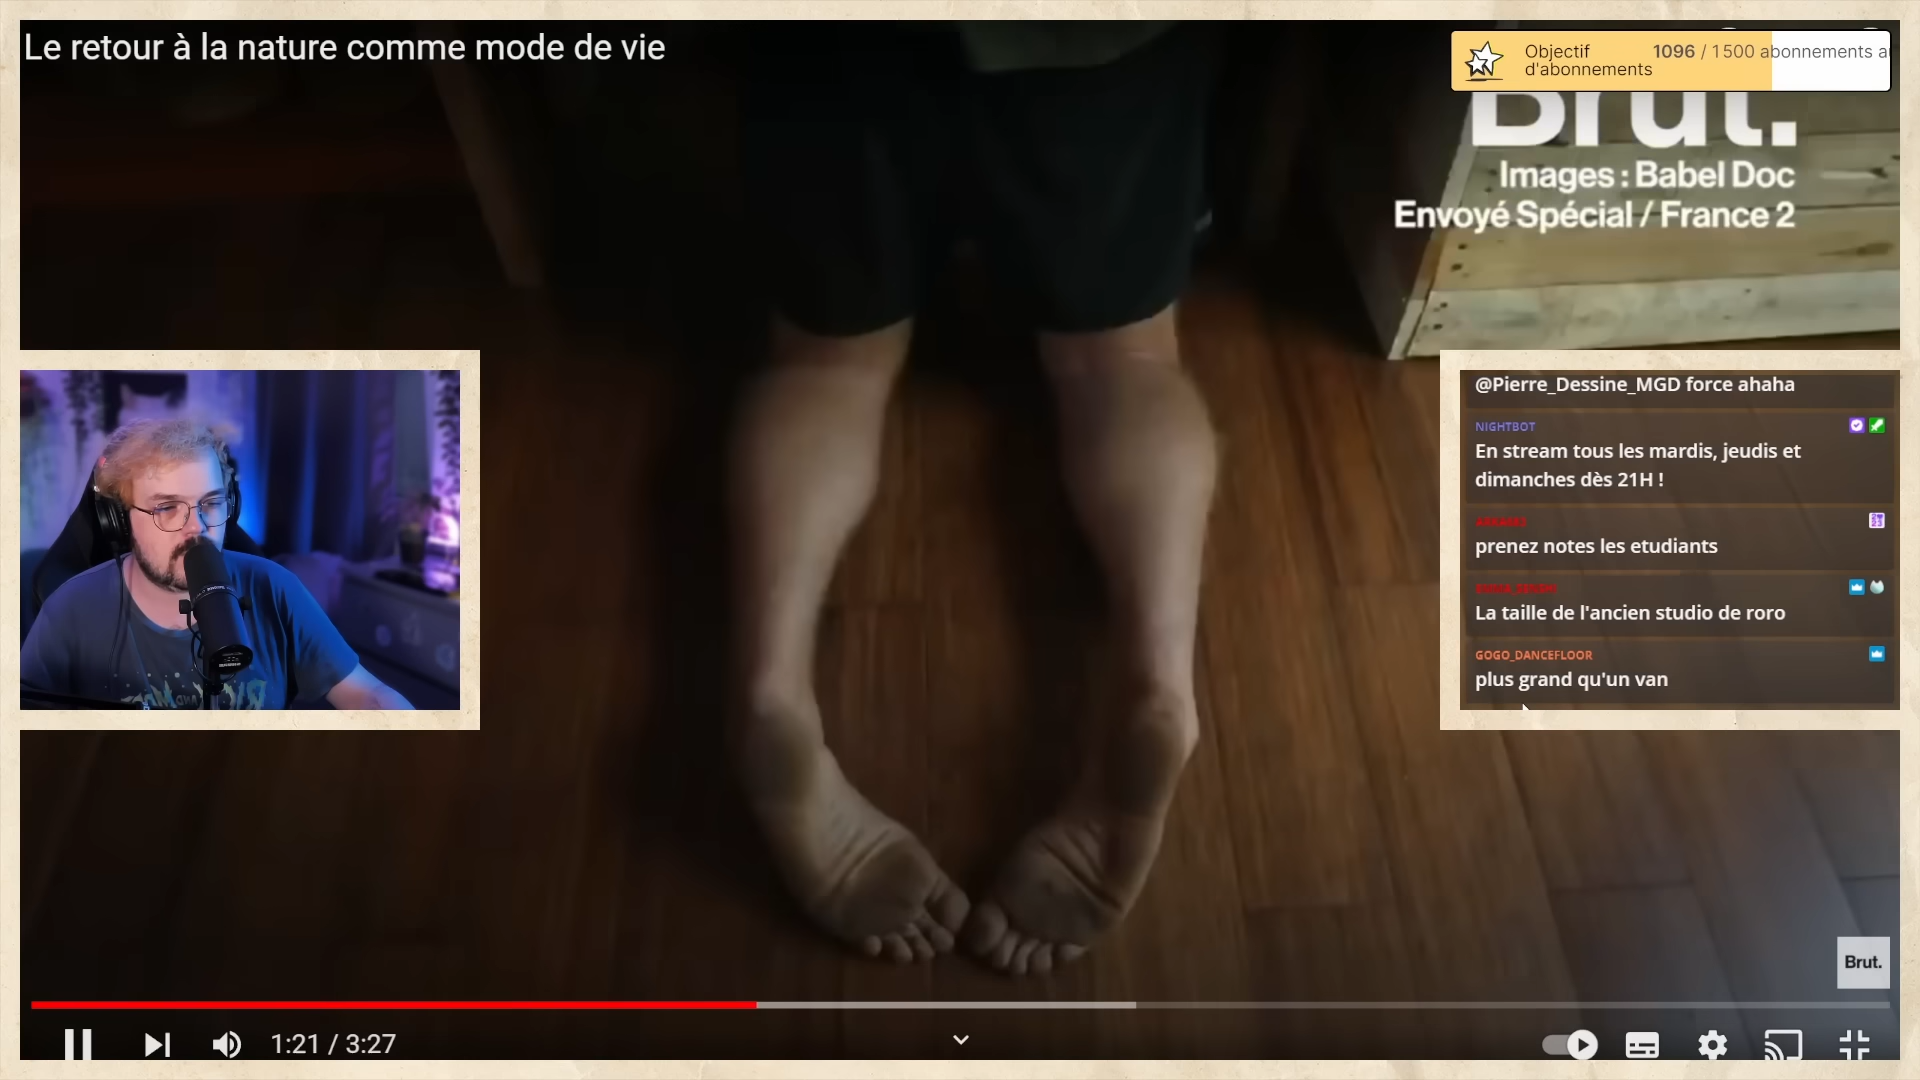 Le retour à la nature comme mode de vie
Objectif
d'abonnements
1096 / 1500 abonnements au
Brut.
Images : Babel Doc
Envoyé Spécial / France 2
@Pierre_Dessine_MGD force ahaha
NIGHTBOT
En stream tous les mardis, jeudis et
dimanches dès 21H !
prenez notes les etudiants
La taille de l'ancien studio de roro
GOGO_DANCEFLOOR
plus grand qu'un van
Brut.
1:21 / 3:27